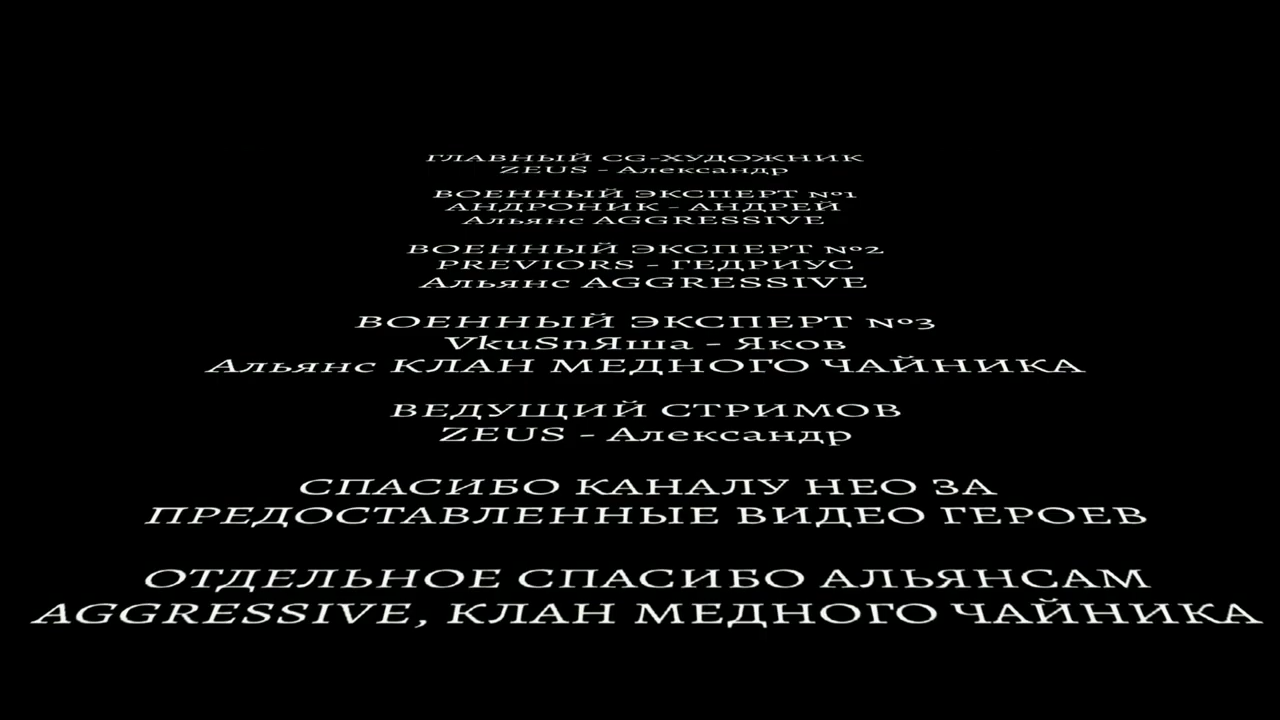 ГЛАВНЫЙ CG-ХУДОЖНИК
ZEUS - Александр
ВОЕННЫЙ ЭКСПЕРТ №1
АНДРОНИК - АНДРЕЙ
Альянс AGGRESSIVE
ВОЕННЫЙ ЭКСПЕРТ №2
PREVIORS - ГЕДРИУС
Альянс AGGRESSIVE
ВОЕННЫЙ ЭКСПЕРТ №3
VkuSnЯша - Яков
Альянс КЛАН МЕДНОГО ЧАЙНИКА
ВЕДУЩИЙ СТРИМОВ
ZEUS - Александр
СПАСИБО КАНАЛУ НЕО ЗА
ПРЕДОСТАВЛЕННЫЕ ВИДЕО ГЕРОЕВ
ОТДЕЛЬНОЕ СПАСИБО АЛЬЯНСАМ
AGGRESSIVE, КЛАН МЕДНОГО ЧАЙНИКА